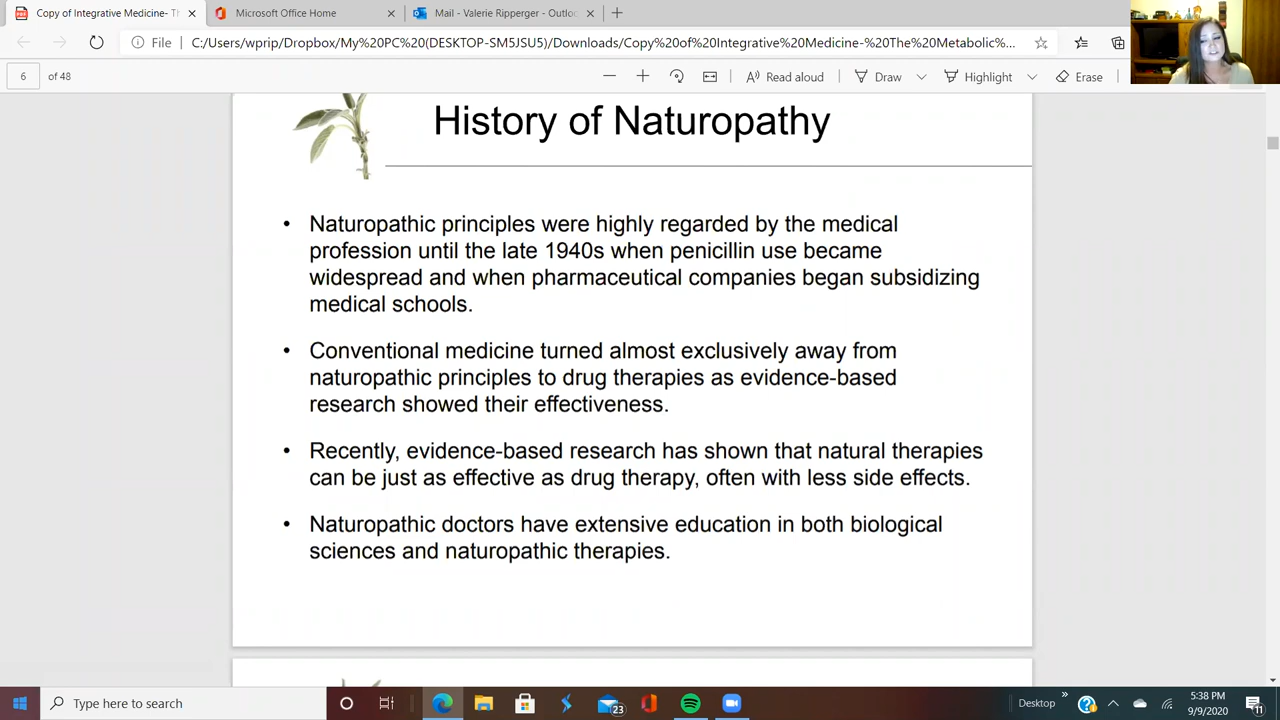 Copy of Integrative Medicine- Th
Microsoft Office Home
Mail - Valerie Ripperger - Outloo
File
C:/Users/wprip/Dropbox/My%20PC%20(DESKTOP-SM5JSU5)/Downloads/Copy%20of%20Integrative%20Medicine-%20The%20Metabolic%...
6 of 48
Read aloud
Draw
Highlight
Erase
History of Naturopathy
• Naturopathic principles were highly regarded by the medical
profession until the late 1940s when penicillin use became
widespread and when pharmaceutical companies began subsidizing
medical schools.
• Conventional medicine turned almost exclusively away from
naturopathic principles to drug therapies as evidence-based
research showed their effectiveness.
• Recently, evidence-based research has shown that natural therapies
can be just as effective as drug therapy, often with less side effects.
• Naturopathic doctors have extensive education in both biological
sciences and naturopathic therapies.
Type here to search
23
Desktop
5:38 PM
9/9/2020
11